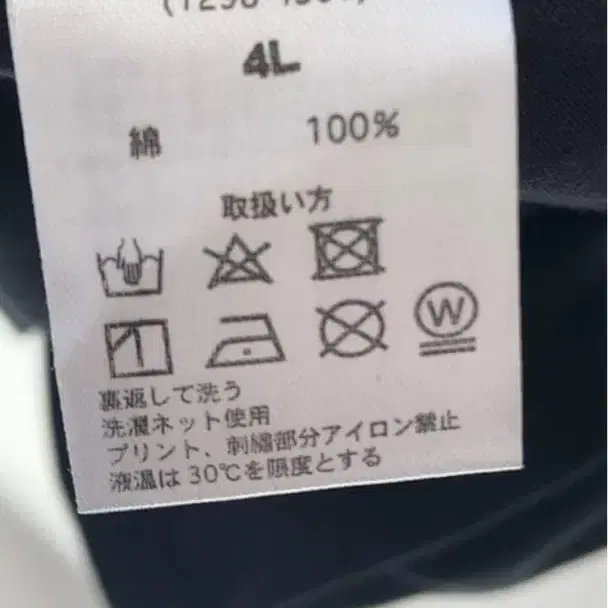 4L
綿 100%
取扱い方
W
裏返して洗う
洗濯ネット使用
プリント、刺繍部分アイロン禁止
液温は30℃を限度とする